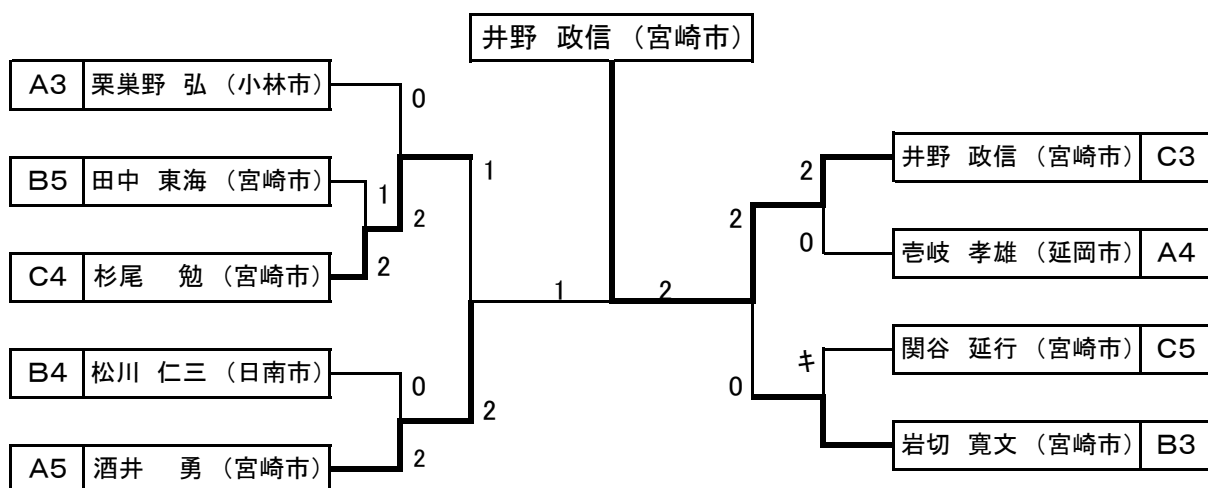 井野 政信 （宮崎市）
A3 栗巣野 弘 （小林市）
0
B5 田中 東海 （宮崎市）
1
2
1
C4 杉尾 勉 （宮崎市）
2
B4 松川 仁三 （日南市）
0
2
A5 酒井 勇 （宮崎市）
2
1
2
井野 政信 （宮崎市） C3
2
2
0
壱岐 孝雄 （延岡市） A4
関谷 延行 （宮崎市） C5
キ
0
岩切 寛文 （宮崎市） B3